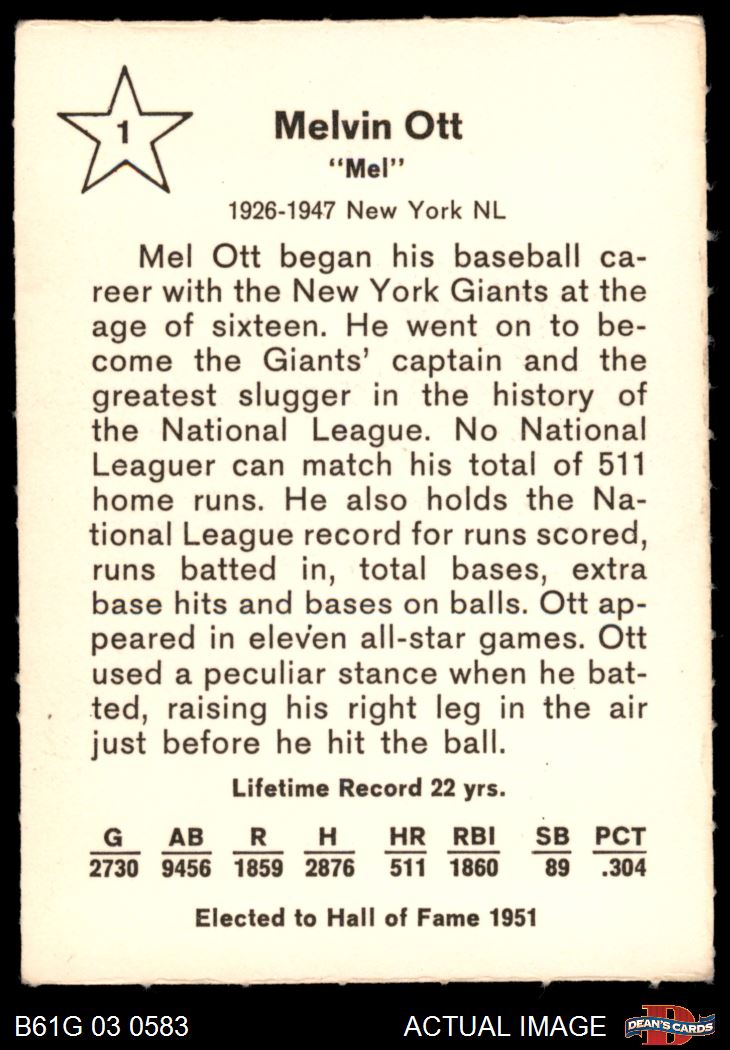 1
Melvin Ott
"Mel"
1926-1947 New York NL
Mel Ott began his baseball ca-
reer with the New York Giants at the
age of sixteen. He went on to be-
come the Giants' captain and the
greatest slugger in the history of
the National League. No National
Leaguer can match his total of 511
home runs. He also holds the Na-
tional League record for runs scored,
runs batted in, total bases, extra
base hits and bases on balls. Ott ap-
peared in eleven all-star games. Ott
used a peculiar stance when he bat-
ted, raising his right leg in the air
just before he hit the ball.
Lifetime Record 22 yrs.
G AB R H HR RBI SB PCT
2730 9456 1859 2876 511 1860 89 .304
Elected to Hall of Fame 1951
B61G 03 0583 ACTUAL IMAGE
D
DEAN'S CARDS